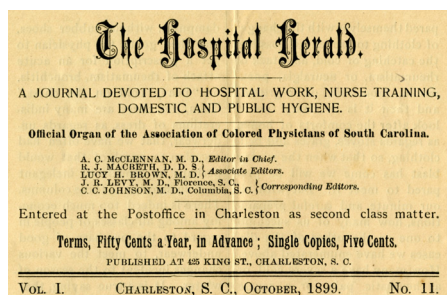 The Hospital Herald.
A JOURNAL DEVOTED TO HOSPITAL WORK, NURSE TRAINING,
DOMESTIC AND PUBLIC HYGIENE.
Official Organ of the Association of Colored Physicians of South Carolina.
A. C. McCLENNAN, M. D., Editor in Chief.
R. J. MACBETH, D. D. S. } Associate Editors.
LUCY H. BROWN, M. D. }
J. R. LEVY, M. D., Florence, S. C., } Corresponding Editors.
C. C. JOHNSON, M. D., Columbia, S. C. }
Entered at the Postoffice in Charleston as second class matter.
Terms, Fifty Cents a Year, in Advance; Single Copies, Five Cents.
PUBLISHED AT 425 KING ST., CHARLESTON, S. C.
VOL. I. CHARLESTON, S. C., OCTOBER, 1899. NO. 11.